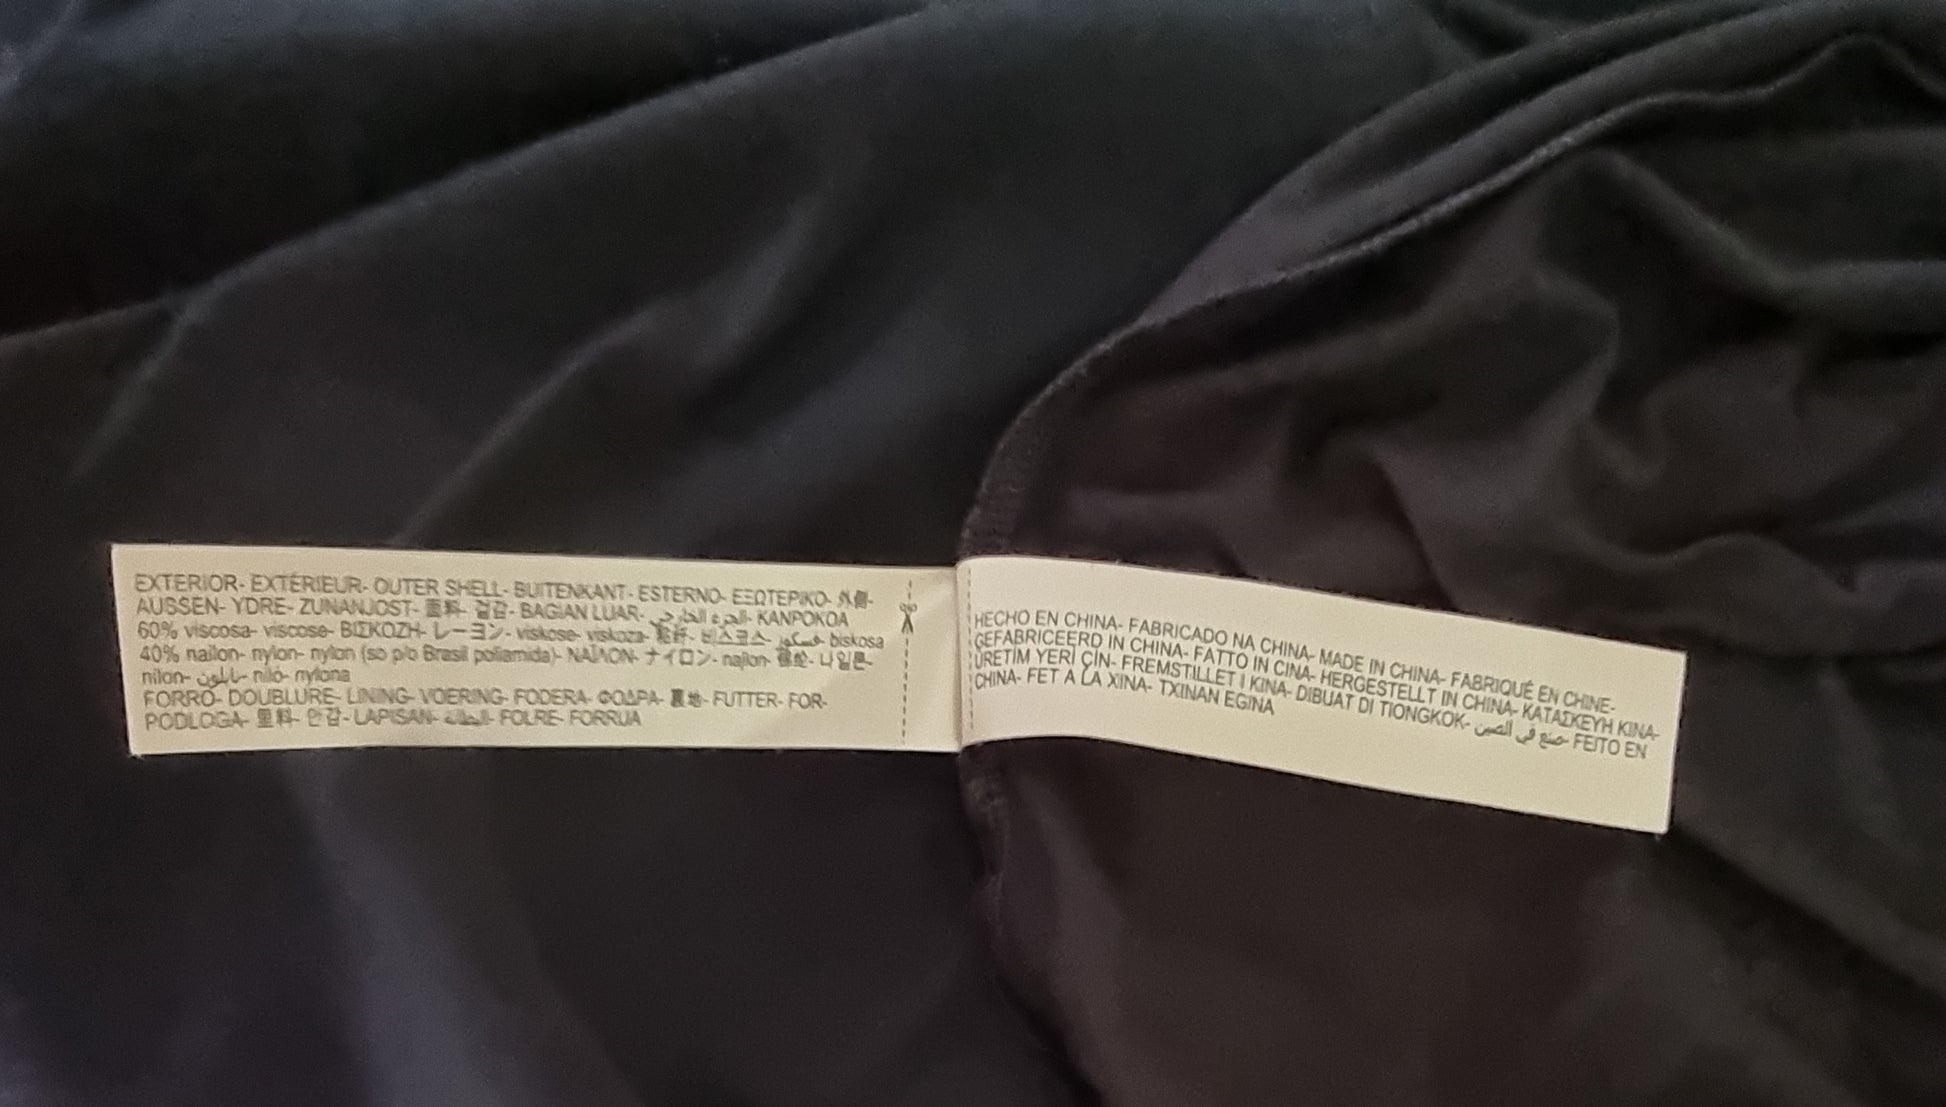 EXTERIOR- EXTÉRIEUR- OUTER SHELL- BUITENKANT- ESTERNO- ΕΞΩΤΕΡΙΚΟ- 外側-
AUSSEN- YDRE- ZUNANJOST- 面料- 겉감- BAGIAN LUAR- الجزء الخارجي- KANPOKOA
60% viscosa- viscose- ΒΙΣΚΟΖΗ- レーヨン- viskose- viskoza- 粘纤- 비스코스- فسكوز- biskosa
40% nailon- nylon- nylon (so p/o Brasil poliamida)- ΝΑΪΛΟΝ- ナイロン- najlon- 锦纶- 나일론-
nilon- نايلون- niló- nylona
FORRO- DOUBLURE- LINING- VOERING- FODERA- ΦΟΔΡΑ- 裏地- FUTTER- FOR-
PODLOGA- 里料- 안감- LAPISAN- البطانة- FOLRE- FORRUA
HECHO EN CHINA- FABRICADO NA CHINA- MADE IN CHINA- FABRIQUÉ EN CHINE-
GEFABRICEERD IN CHINA- FATTO IN CINA- HERGESTELLT IN CHINA- ΚΑΤΑΣΚΕΥΗ ΚΙΝΑ-
ÜRETİM YERİ ÇİN- FREMSTILLET I KINA- DIBUAT DI TIONGKOK- صنع في الصين- FEITO EN
CHINA- FET A LA XINA- TXINAN EGINA